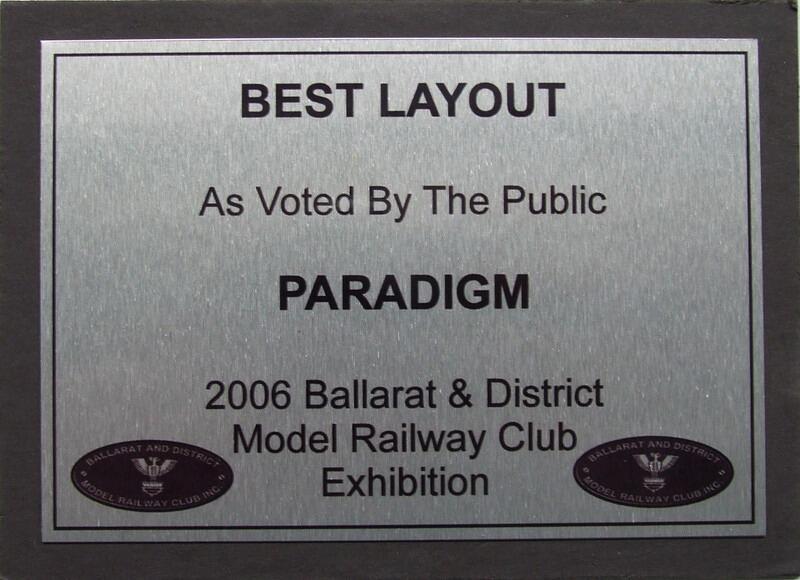 BEST LAYOUT
As Voted By The Public
PARADIGM
2006 Ballarat & District
Model Railway Club
Exhibition
BALLARAT AND DISTRICT
MODEL RAILWAY CLUB INC.
BALLARAT AND DISTRICT
MODEL RAILWAY CLUB INC.